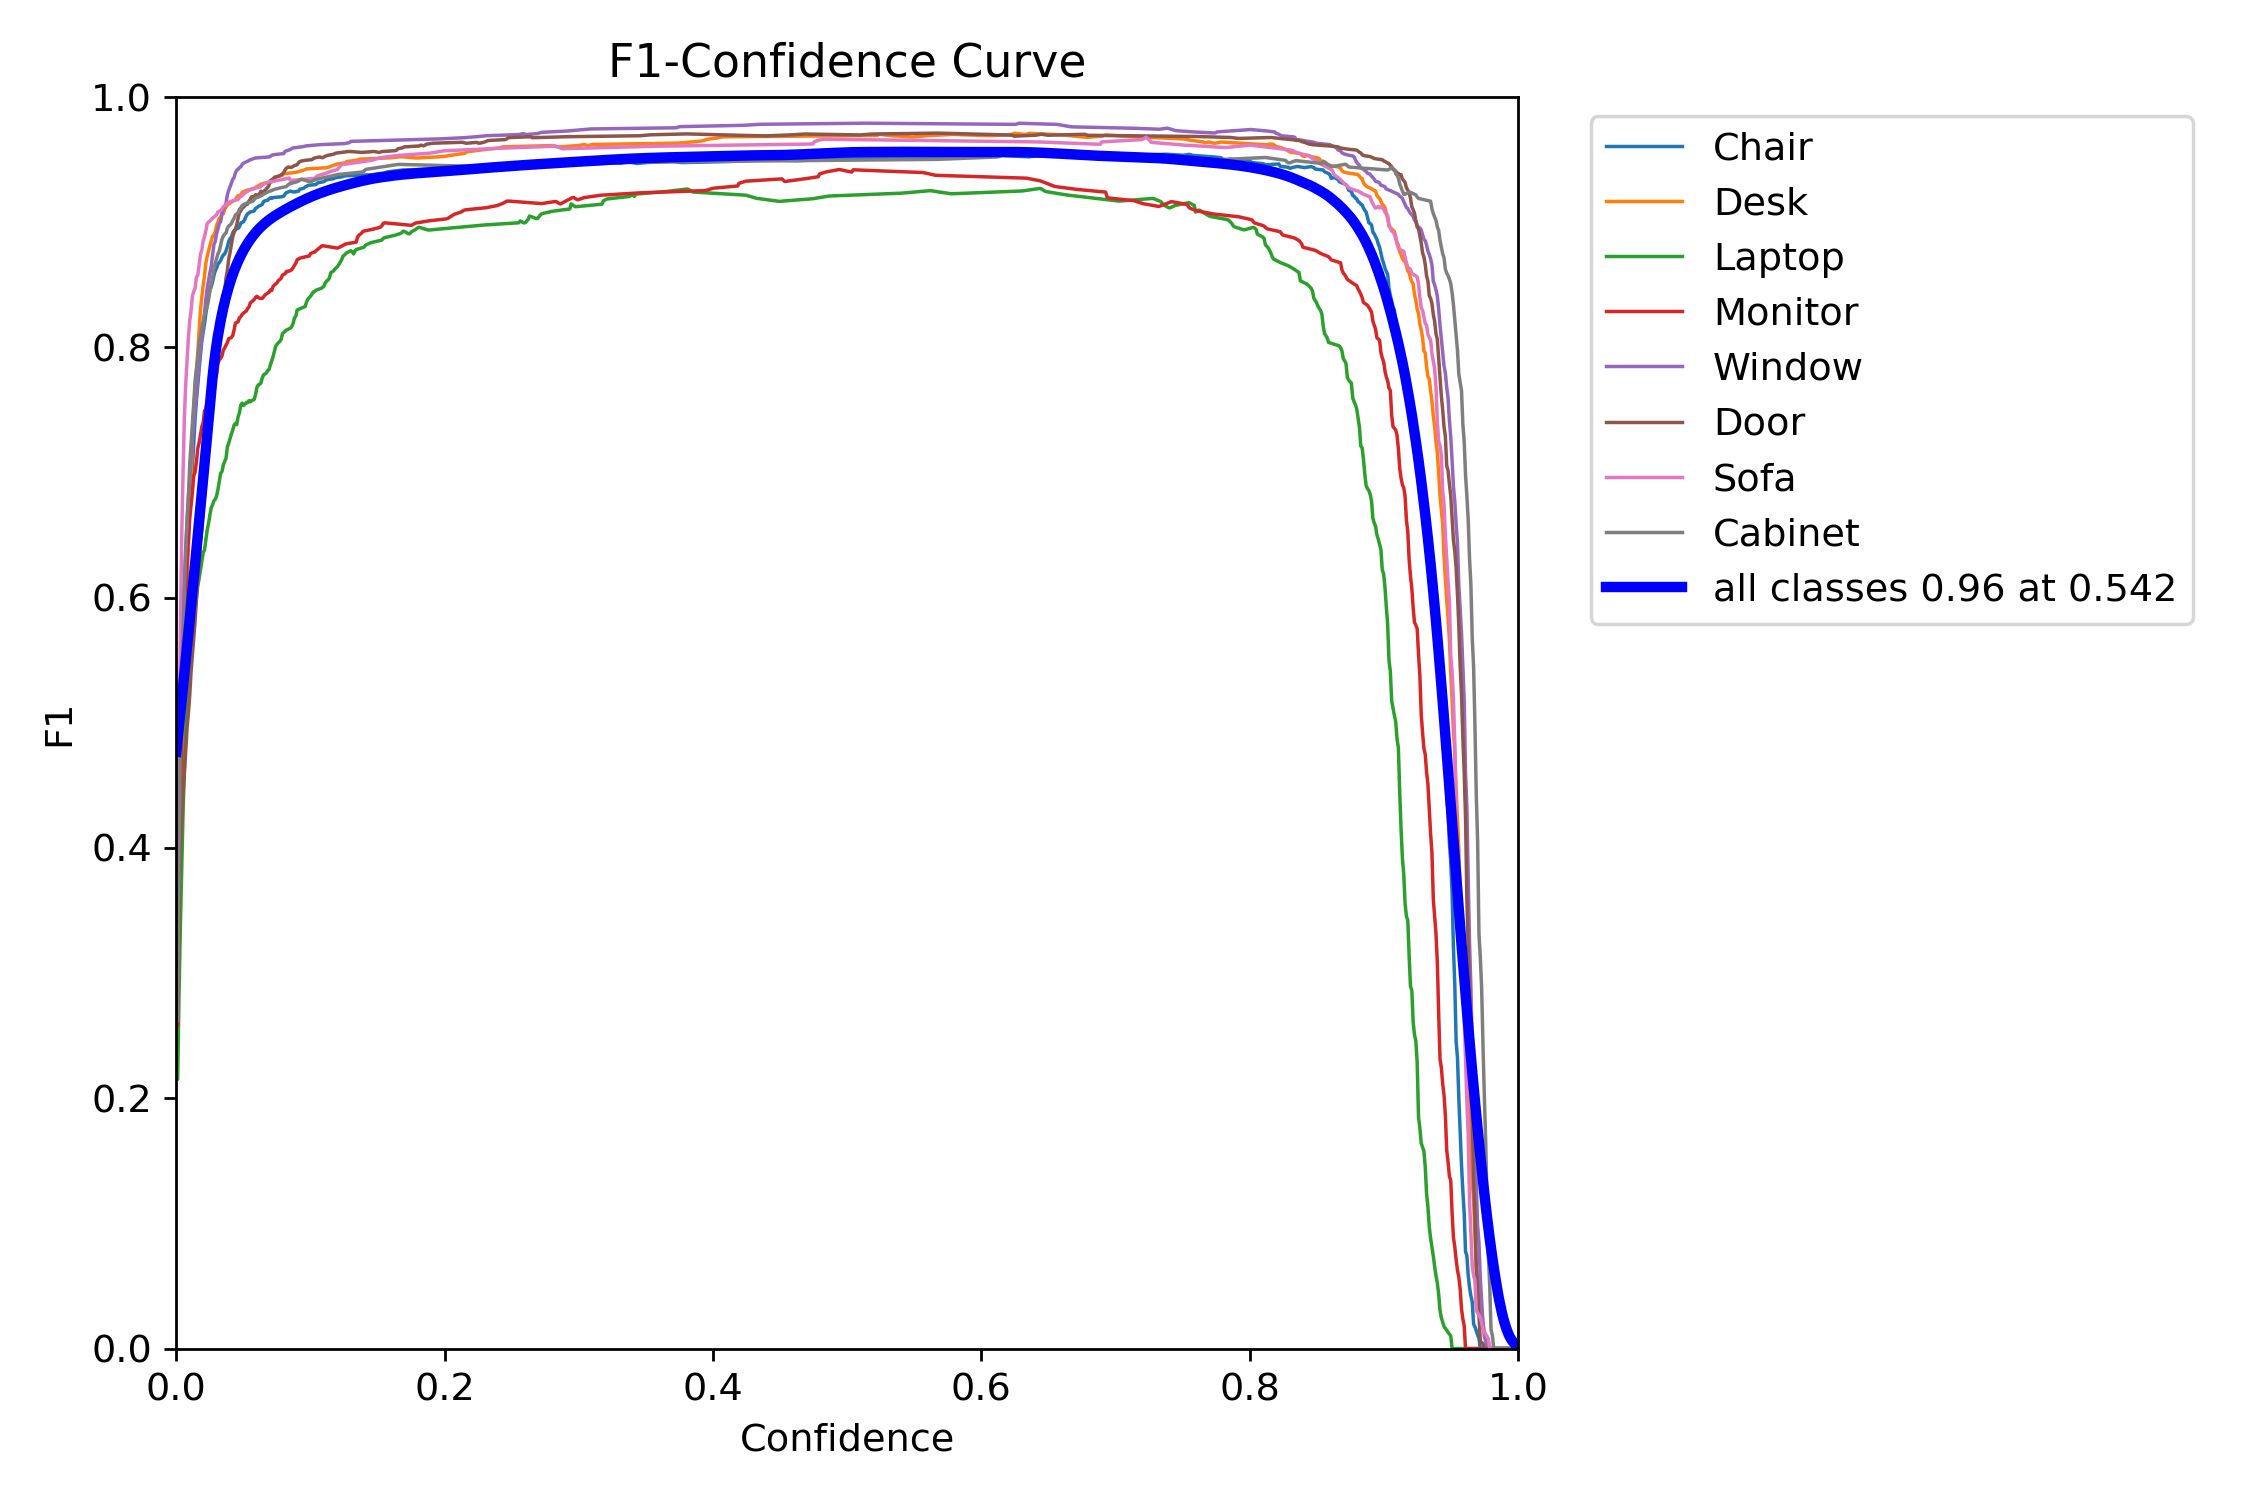 F1-Confidence Curve
1.0
0.8
0.6
0.4
0.2
0.0
F1
0.0 0.2 0.4 0.6 0.8 1.0
Confidence
Chair
Desk
Laptop
Monitor
Window
Door
Sofa
Cabinet
all classes 0.96 at 0.542